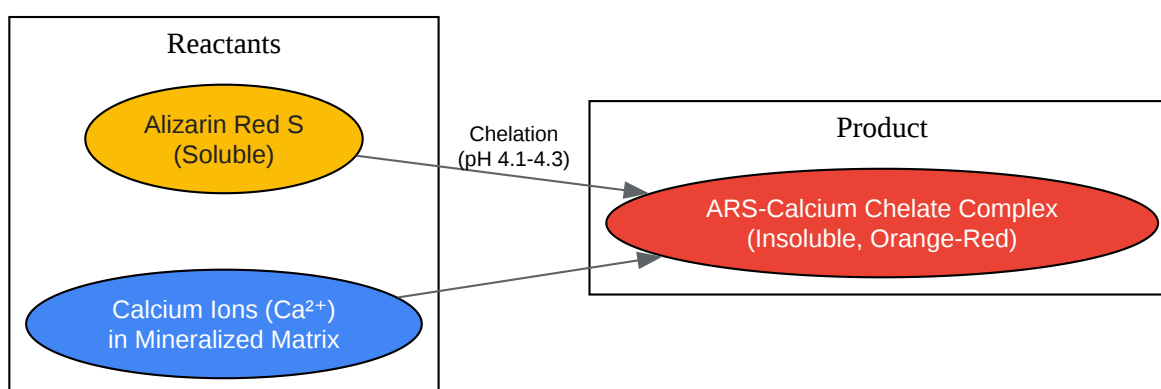 Reactants
Alizarin Red S
(Soluble)
Calcium Ions (Ca²⁺)
in Mineralized Matrix
Chelation
(pH 4.1-4.3)
Product
ARS-Calcium Chelate Complex
(Insoluble, Orange-Red)